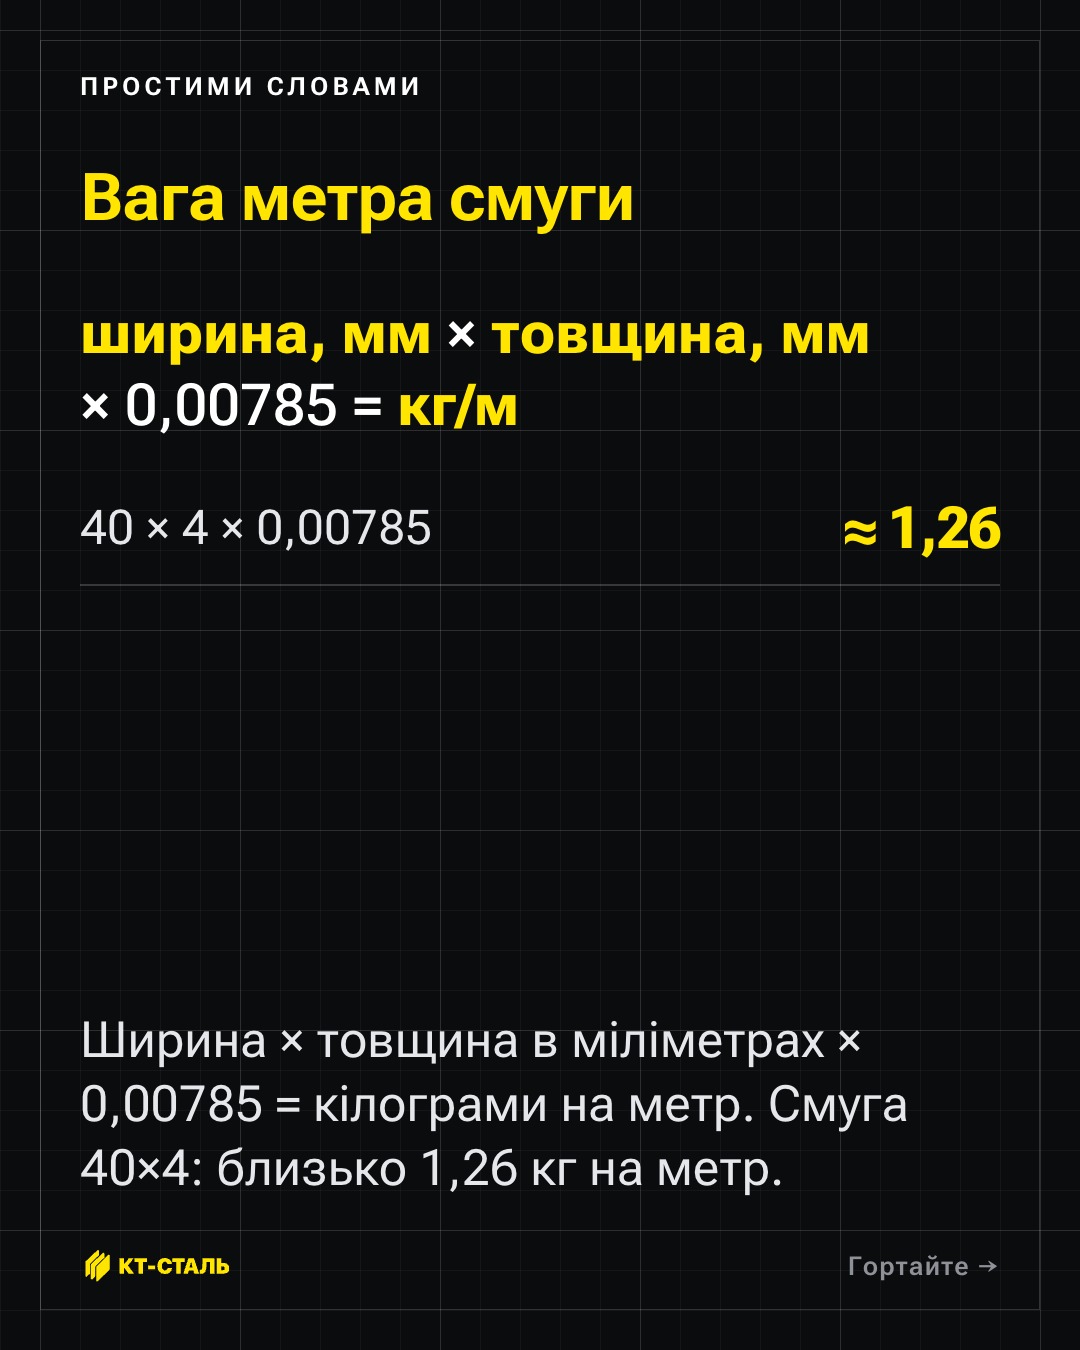 ПРОСТИМИ СЛОВАМИ
Вага метра смуги
ширина, мм × товщина, мм
× 0,00785 = кг/м
40 × 4 × 0,00785 ≈ 1,26
Ширина × товщина в міліметрах ×
0,00785 = кілограми на метр. Смуга
40×4: близько 1,26 кг на метр.
КТ-СТАЛЬ Гортайте →